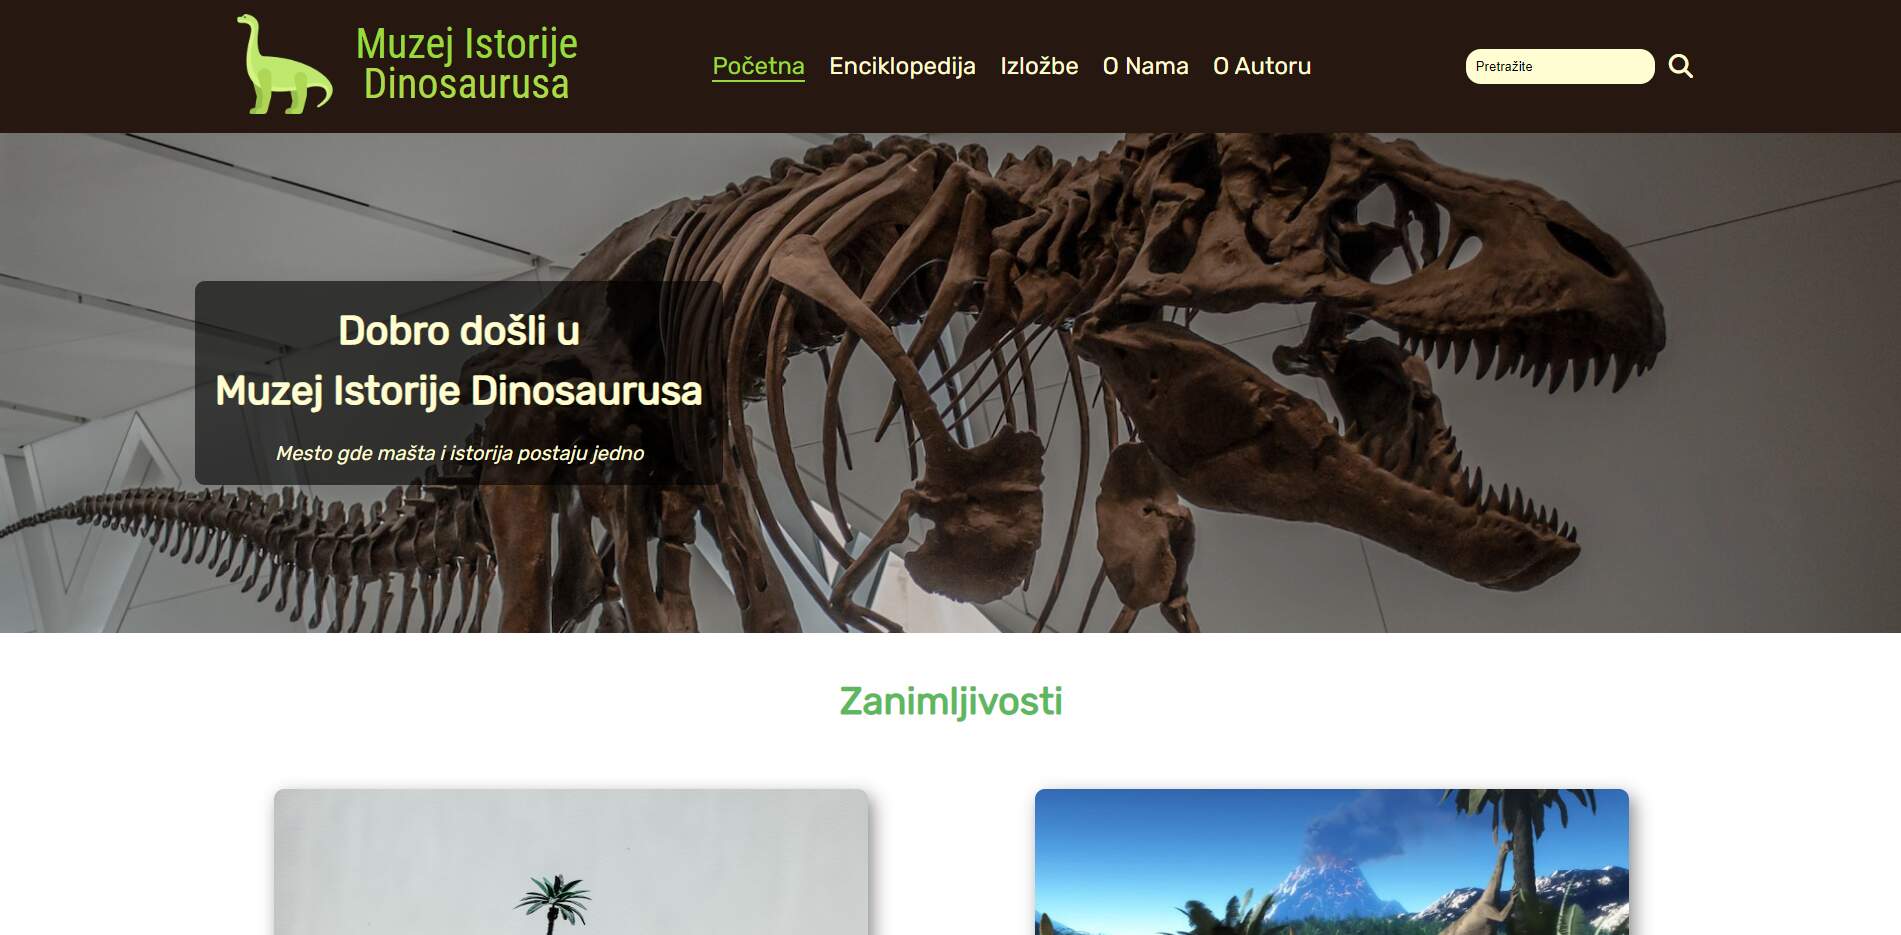 Muzej Istorije
Dinosaurusa
Početna Enciklopedija Izložbe O Nama O Autoru
Pretražite
Dobro došli u
Muzej Istorije Dinosaurusa
Mesto gde mašta i istorija postaju jedno
Zanimljivosti